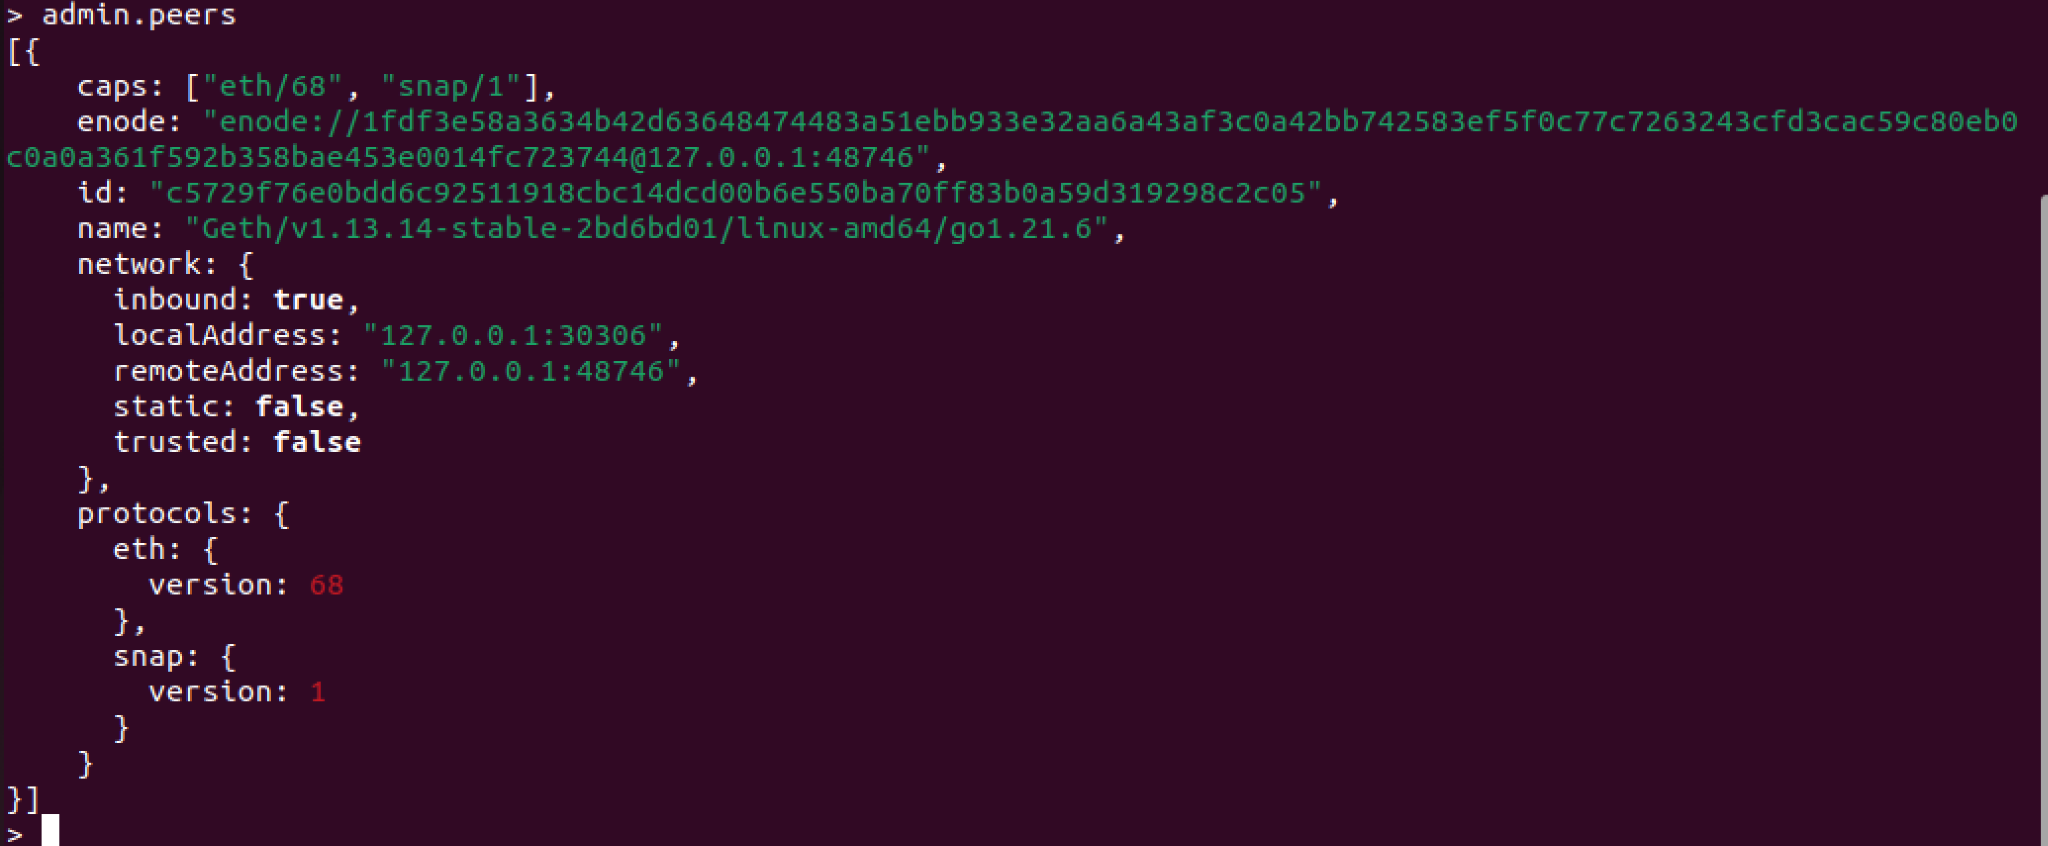 > admin.peers
[{
    caps: ["eth/68", "snap/1"],
    enode: "enode://1fdf3e58a3634b42d63648474483a51ebb933e32aa6a43af3c0a42bb742583ef5f0c77c7263243cfd3cac59c80eb0
c0a0a361f592b358bae453e0014fc723744@127.0.0.1:48746",
    id: "c5729f76e0bdd6c92511918cbc14dcd00b6e550ba70ff83b0a59d319298c2c05",
    name: "Geth/v1.13.14-stable-2bd6bd01/linux-amd64/go1.21.6",
    network: {
      inbound: true,
      localAddress: "127.0.0.1:30306",
      remoteAddress: "127.0.0.1:48746",
      static: false,
      trusted: false
    },
    protocols: {
      eth: {
        version: 68
      },
      snap: {
        version: 1
      }
    }
}]
>